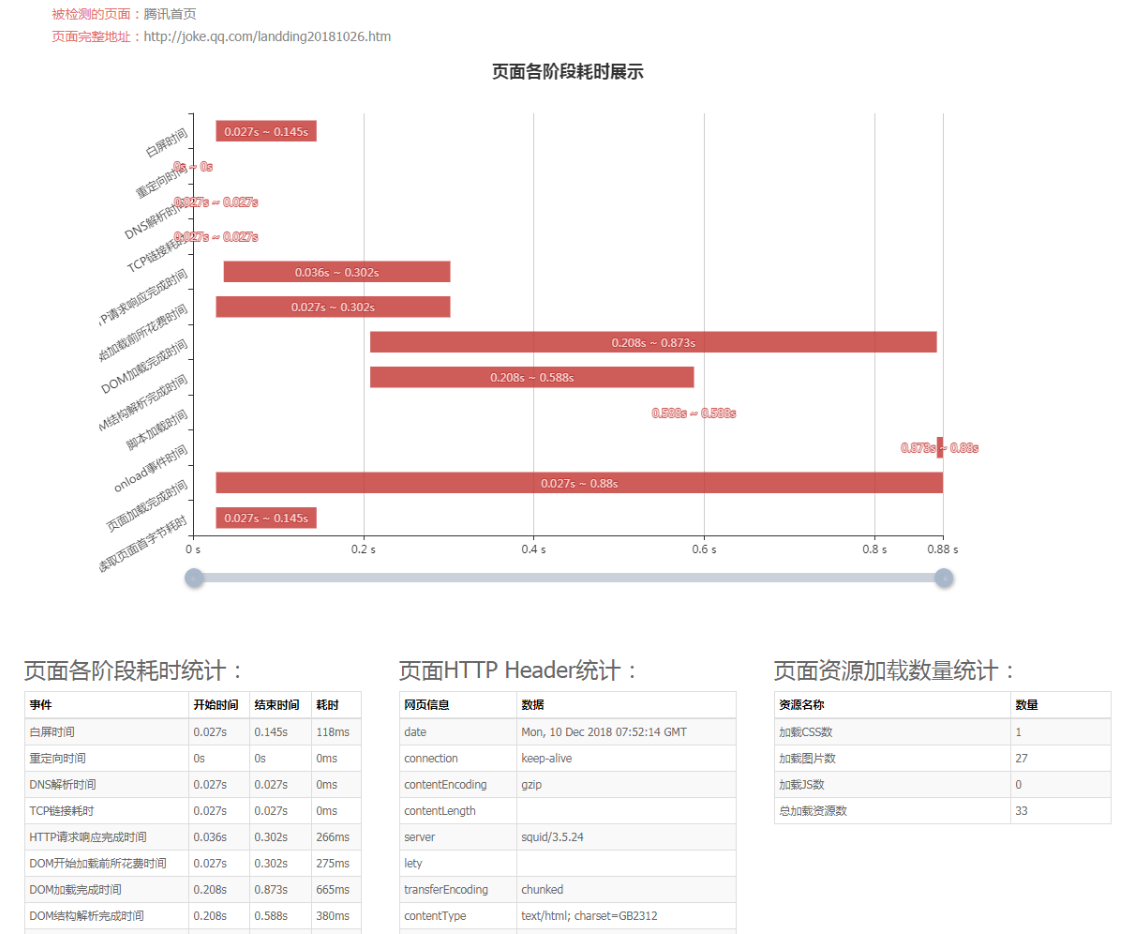 被检测的页面：腾讯首页
页面完整地址：http://joke.qq.com/landding20181026.htm
页面各阶段耗时展示
白屏时间
0.027s ~ 0.145s
重定向时间
0s ~ 0s
DNS解析时间
0.027s ~ 0.027s
TCP链接耗时
0.027s ~ 0.027s
P请求响应完成时间
0.036s ~ 0.302s
始加载前所花费时间
0.027s ~ 0.302s
DOM加载完成时间
0.208s ~ 0.873s
M结构解析完成时间
0.208s ~ 0.588s
脚本加载时间
0.588s ~ 0.588s
onload事件时间
0.873s ~ 0.88s
页面加载完成时间
0.027s ~ 0.88s
读取页面首字节耗时
0.027s ~ 0.145s
0 s 0.2 s 0.4 s 0.6 s 0.8 s 0.88 s
页面各阶段耗时统计：
事件 开始时间 结束时间 耗时
白屏时间 0.027s 0.145s 118ms
重定向时间 0s 0s 0ms
DNS解析时间 0.027s 0.027s 0ms
TCP链接耗时 0.027s 0.027s 0ms
HTTP请求响应完成时间 0.036s 0.302s 266ms
DOM开始加载前所花费时间 0.027s 0.302s 275ms
DOM加载完成时间 0.208s 0.873s 665ms
DOM结构解析完成时间 0.208s 0.588s 380ms
页面HTTP Header统计：
网页信息 数据
date Mon, 10 Dec 2018 07:52:14 GMT
connection keep-alive
contentEncoding gzip
contentLength
server squid/3.5.24
lety
transferEncoding chunked
contentType text/html; charset=GB2312
页面资源加载数量统计：
资源名称 数量
加载CSS数 1
加载图片数 27
加载JS数 0
总加载资源数 33